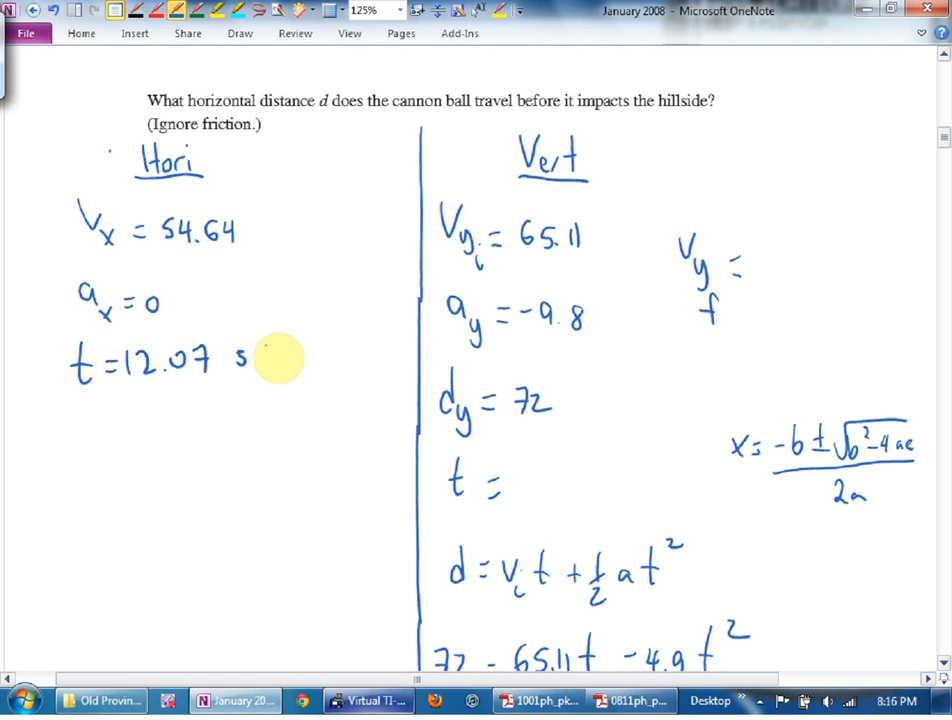 January 2008 - Microsoft OneNote
125%
File Home Insert Share Draw Review View Pages Add-Ins
What horizontal distance d does the cannon ball travel before it impacts the hillside?
(Ignore friction.)
Hori
Vx = 54.64
ax = 0
t = 12.07 s
Vert
Vyi = 65.11
Vyf =
ay = -9.8
dy = 72
t =
x = -b ± √b²-4ac
2a
d = vi t + 1/2 a t²
72 = 65.11t - 4.9t²
Old Provin... January 20... Virtual TI-... 1001ph_pk... 0811ph_p... Desktop 8:16 PM